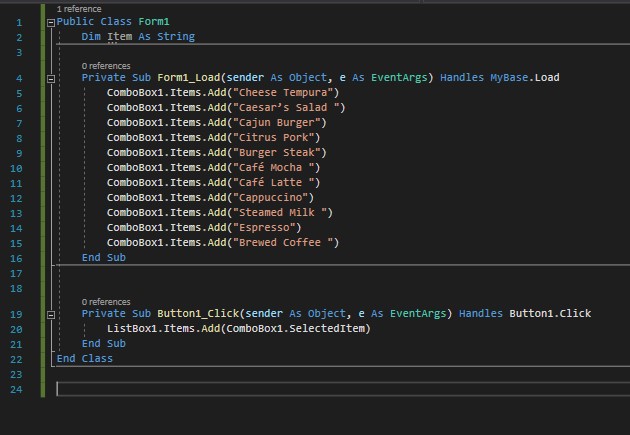 1 reference
1 Public Class Form1
2 Dim Item As String
3
0 references
4 Private Sub Form1_Load(sender As Object, e As EventArgs) Handles MyBase.Load
5 ComboBox1.Items.Add("Cheese Tempura")
6 ComboBox1.Items.Add("Caesar’s Salad ")
7 ComboBox1.Items.Add("Cajun Burger")
8 ComboBox1.Items.Add("Citrus Pork")
9 ComboBox1.Items.Add("Burger Steak")
10 ComboBox1.Items.Add("Café Mocha ")
11 ComboBox1.Items.Add("Café Latte ")
12 ComboBox1.Items.Add("Cappuccino")
13 ComboBox1.Items.Add("Steamed Milk ")
14 ComboBox1.Items.Add("Espresso")
15 ComboBox1.Items.Add("Brewed Coffee ")
16 End Sub
17
18
0 references
19 Private Sub Button1_Click(sender As Object, e As EventArgs) Handles Button1.Click
20 ListBox1.Items.Add(ComboBox1.SelectedItem)
21 End Sub
22 End Class
23
24